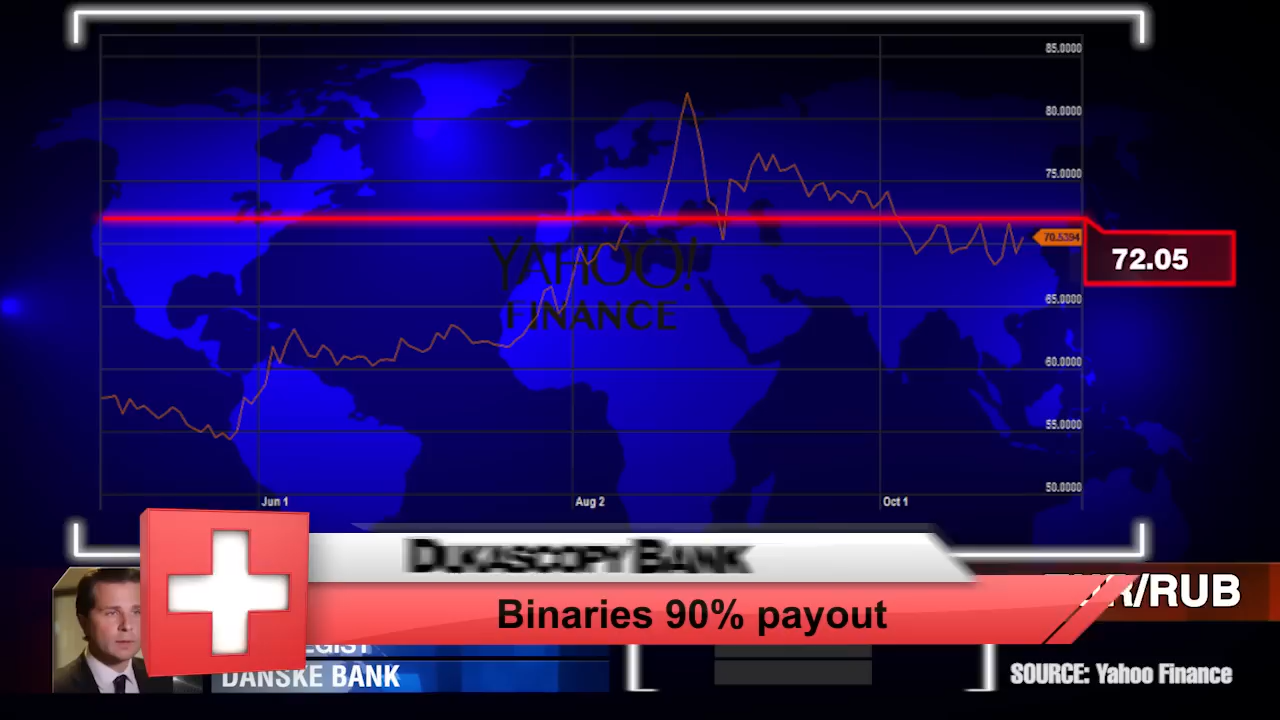 85.0000
80.0000
75.0000
70.5394
72.05
YAHOO!
FINANCE
65.0000
60.0000
55.0000
50.0000
Jun 1
Aug 2
Oct 1
DUKASCOPY BANK
Binaries 90% payout
/RUB
DANSKE BANK
SOURCE: Yahoo Finance